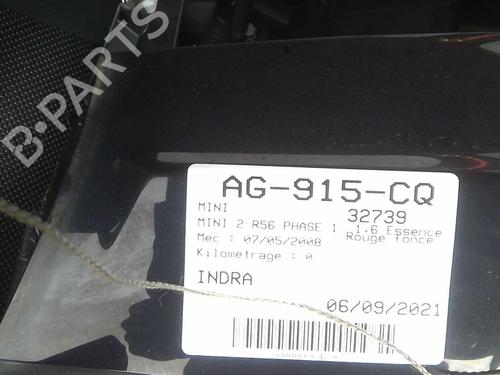 B-PARTS
AG-915-CQ
MINI 32739
MINI 2 R56 PHASE 1 1.6 Essence
Mec : 07/05/2008 Rouge fonce
Kilometrage : 0
INDRA
06/09/2021